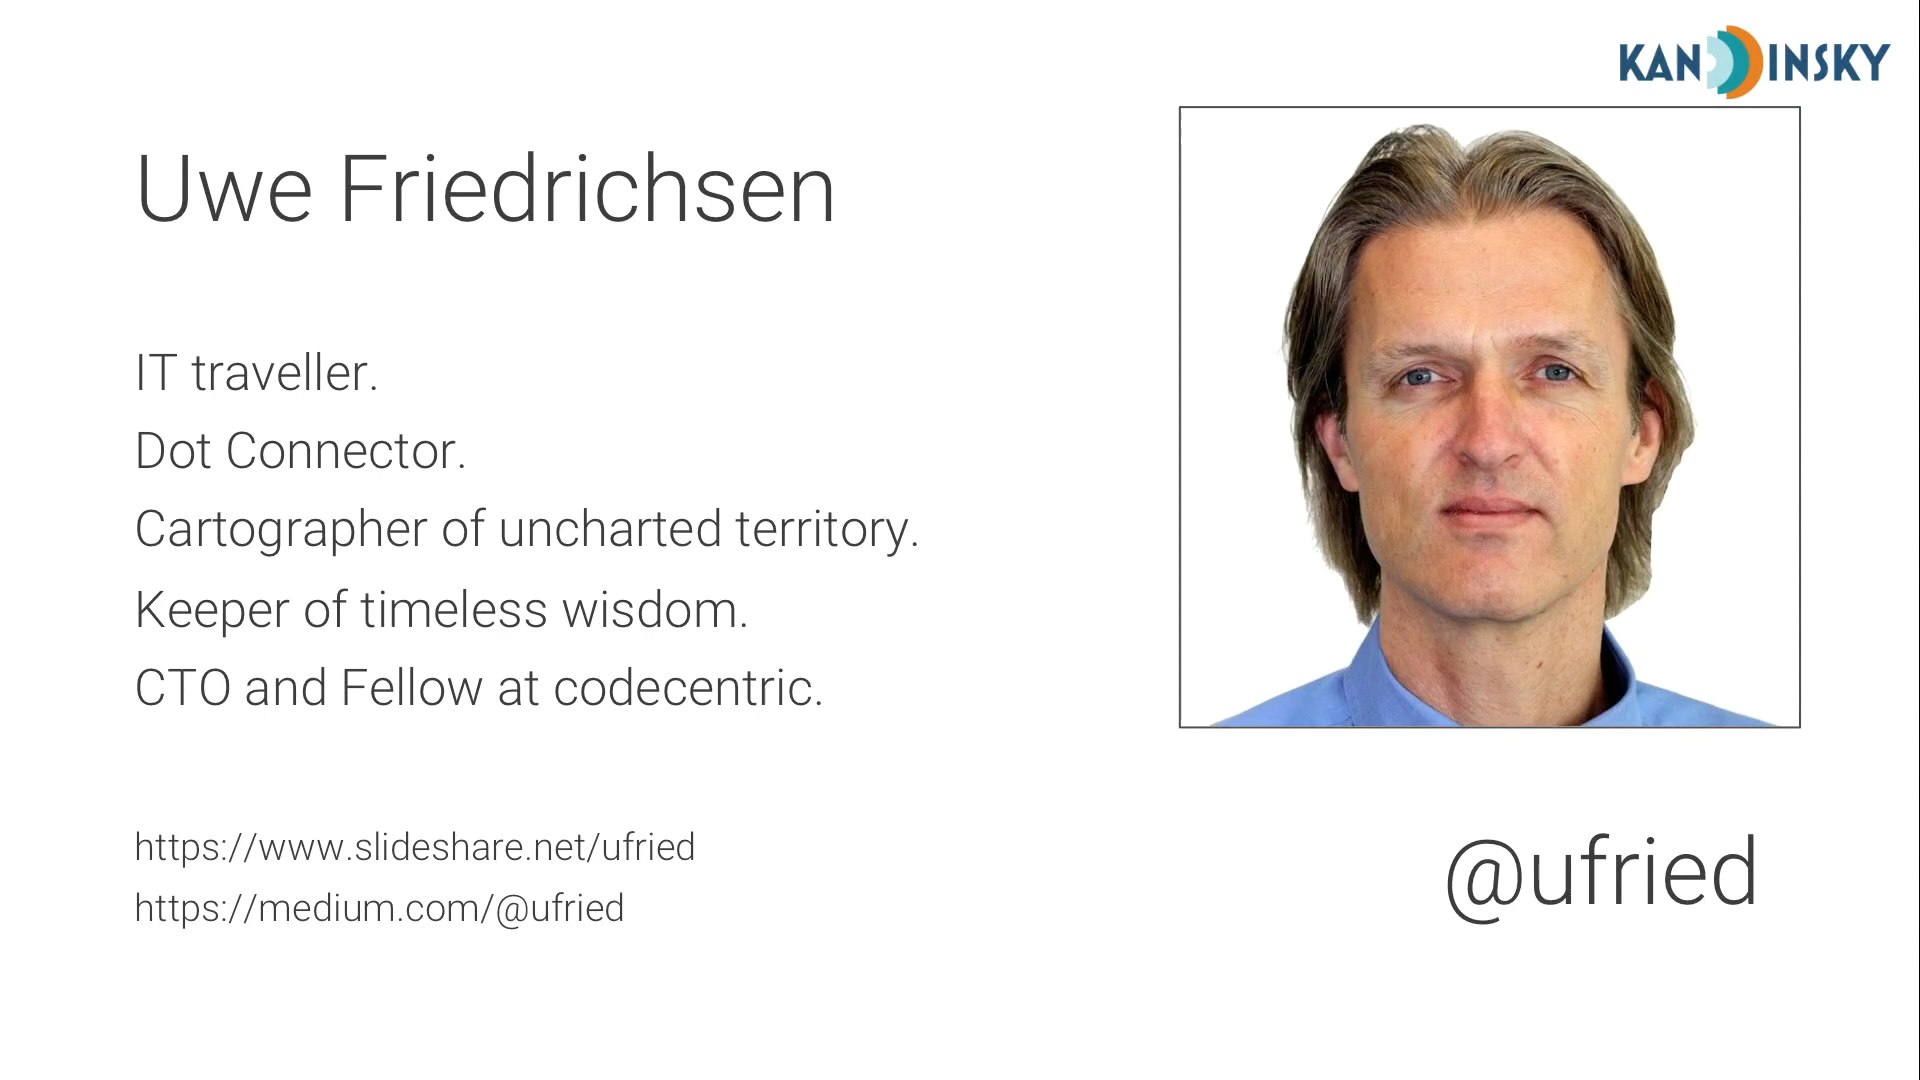 KANDDINSKY
Uwe Friedrichsen
IT traveller.
Dot Connector.
Cartographer of uncharted territory.
Keeper of timeless wisdom.
CTO and Fellow at codecentric.
https://www.slideshare.net/ufried
https://medium.com/@ufried
@ufried